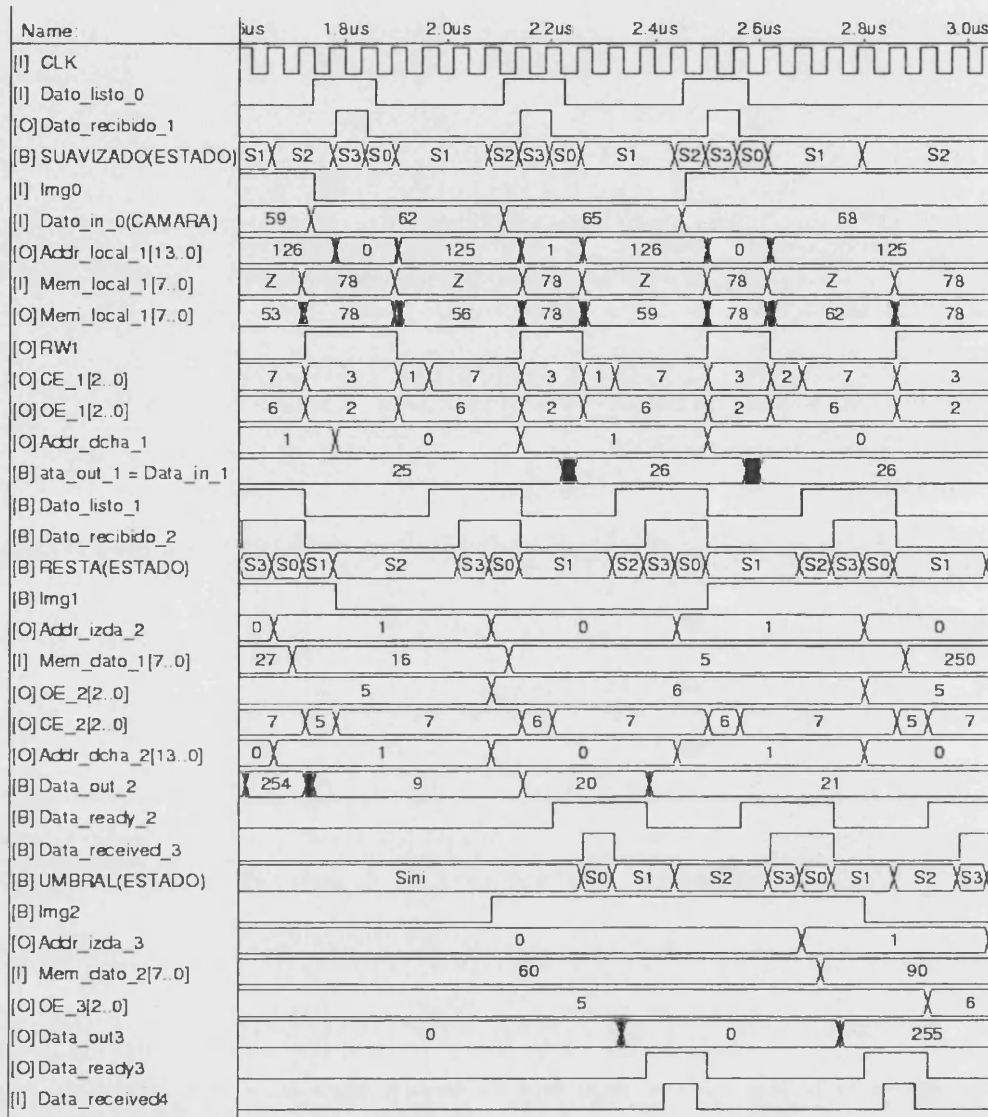 Name: 6us 1.8us 2.0us 2.2us 2.4us 2.6us 2.8us 3.0us
[I] CLK
[I] Dato_listo_0
[O] Dato_recibido_1
[B] SUAVIZADO(ESTADO) S1 S2 S3 S0 S1 S2 S3 S0 S1 S2 S3 S0 S1 S2
[I] Img0
[I] Dato_in_0(CAMARA) 59 62 65 68
[O] Addr_local_1[13..0] 126 0 125 1 126 0 125
[I] Mem_local_1[7..0] Z 78 Z 78 Z 78 Z 78
[O] Mem_local_1[7..0] 53 78 56 78 59 78 62 78
[O] RW1
[O] CE_1[2..0] 7 3 1 7 3 1 7 3 2 7 3
[O] OE_1[2..0] 6 2 6 2 6 2 6 2
[O] Addr_dcha_1 1 0 1 0
[B] ata_out_1 = Data_in_1 25 26 26
[B] Dato_listo_1
[B] Dato_recibido_2
[B] RESTA(ESTADO) S3 S0 S1 S2 S3 S0 S1 S2 S3 S0 S1 S2 S3 S0 S1
[B] Img1
[O] Addr_izda_2 0 1 0 1 0
[I] Mem_dato_1[7..0] 27 16 5 250
[O] OE_2[2..0] 5 6 5
[O] CE_2[2..0] 7 5 7 6 7 6 7 5 7
[O] Addr_dcha_2[13..0] 0 1 0 1 0
[B] Data_out_2 254 9 20 21
[B] Data_ready_2
[B] Data_received_3
[B] UMBRAL(ESTADO) Sini S0 S1 S2 S3 S0 S1 S2 S3
[B] Img2
[O] Addr_izda_3 0 1
[I] Mem_dato_2[7..0] 60 90
[O] OE_3[2..0] 5 6
[O] Data_out3 0 0 255
[O] Data_ready3
[I] Data_received4